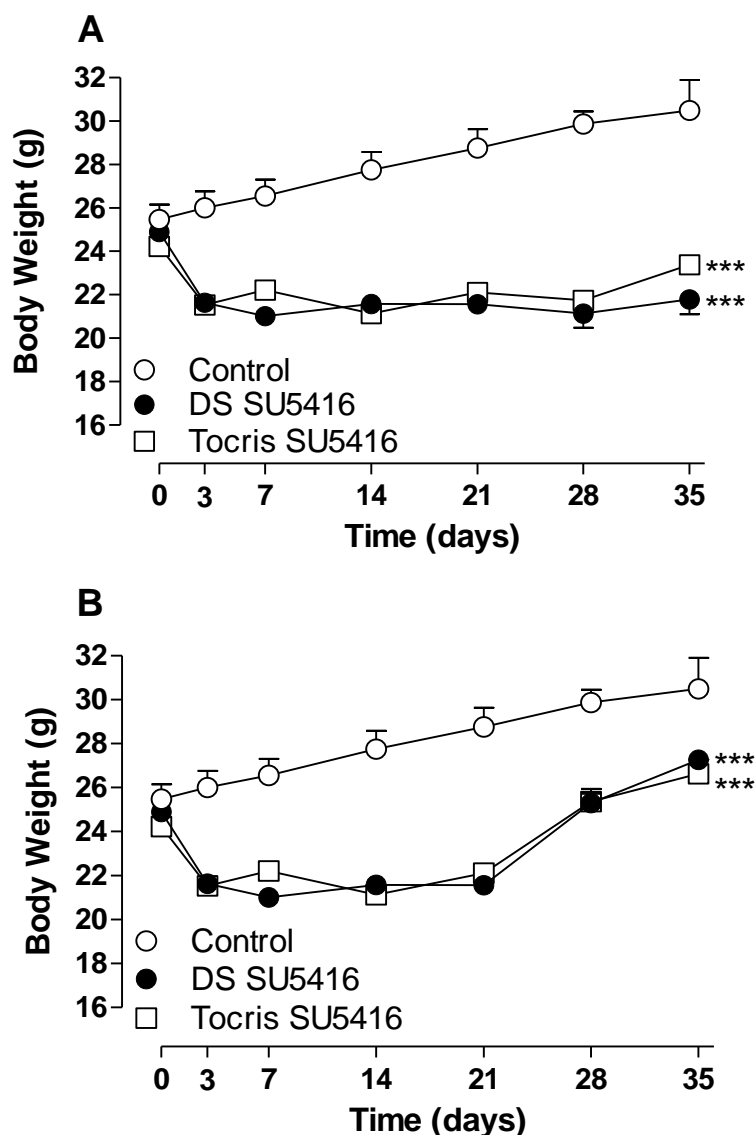 A
32
30
28
26
24
22
20
18
16
Body Weight (g)
***
***
Control
DS SU5416
Tocris SU5416
0 3 7 14 21 28 35
Time (days)
B
32
30
28
26
24
22
20
18
16
Body Weight (g)
***
***
Control
DS SU5416
Tocris SU5416
0 3 7 14 21 28 35
Time (days)